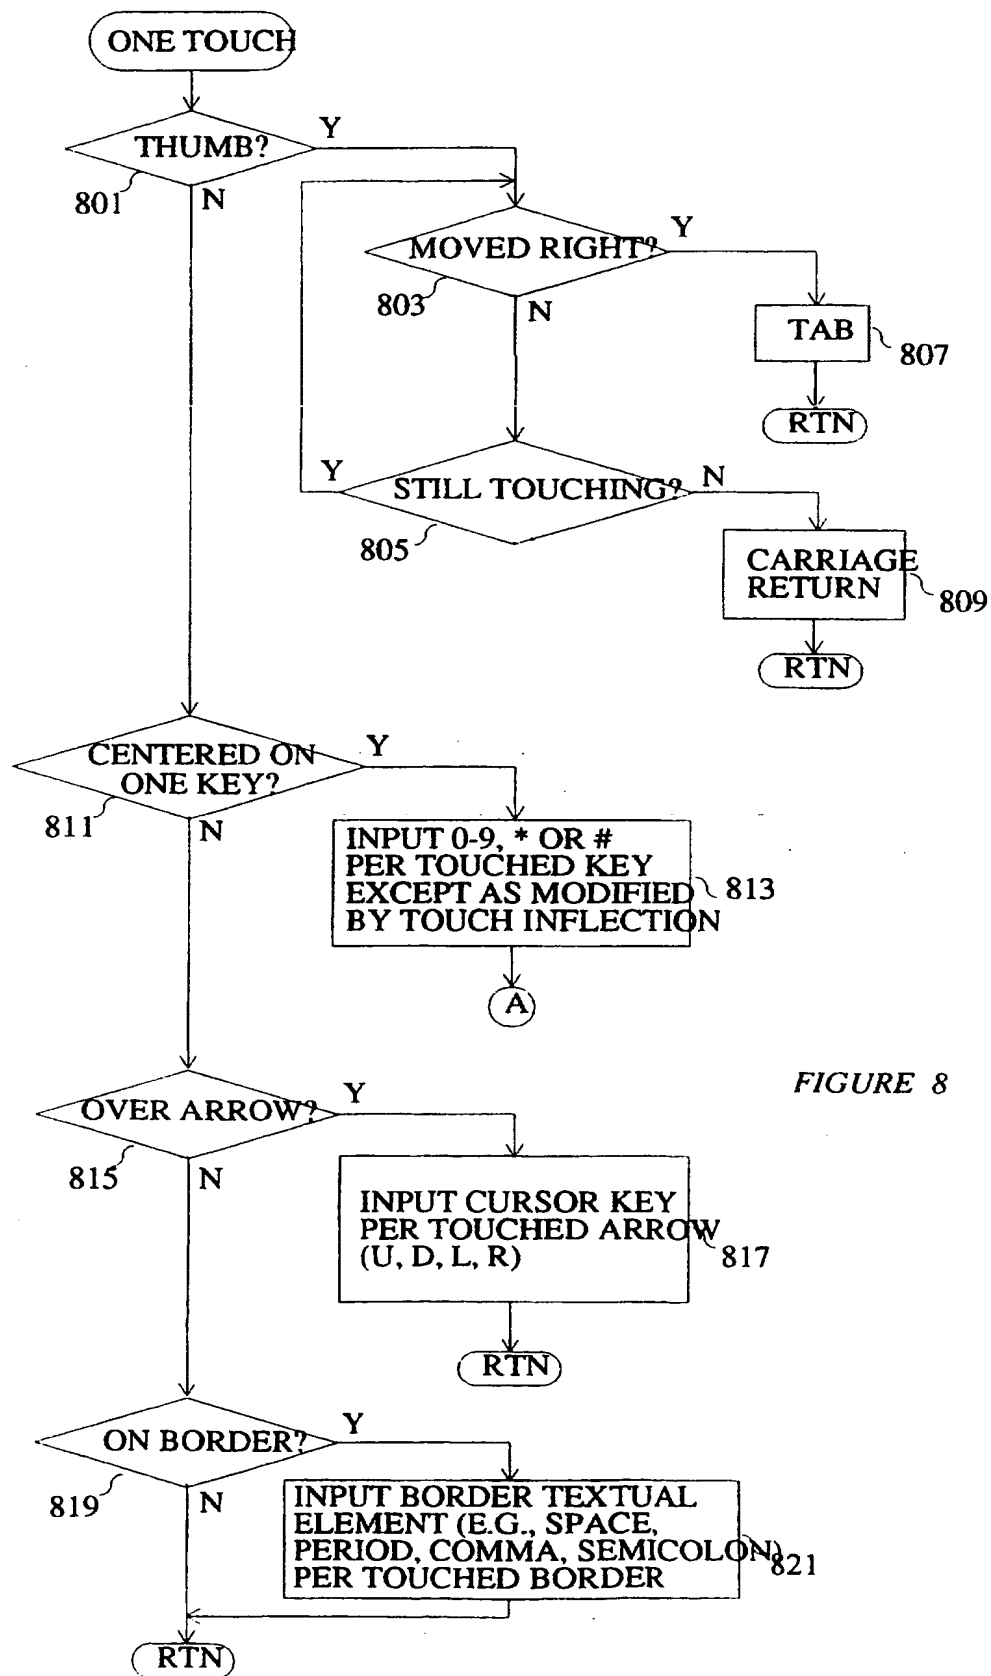 ONE TOUCH
THUMB?
Y
801
N
MOVED RIGHT?
Y
803
N
TAB
807
RTN
Y
STILL TOUCHING?
N
805
CARRIAGE
RETURN
809
RTN
CENTERED ON
ONE KEY?
Y
811
N
INPUT 0-9, * OR #
PER TOUCHED KEY
EXCEPT AS MODIFIED
BY TOUCH INFLECTION
813
A
FIGURE 8
OVER ARROW?
Y
815
N
INPUT CURSOR KEY
PER TOUCHED ARROW
(U, D, L, R)
817
RTN
ON BORDER?
Y
819
N
INPUT BORDER TEXTUAL
ELEMENT (E.G., SPACE,
PERIOD, COMMA, SEMICOLON)
PER TOUCHED BORDER
821
RTN